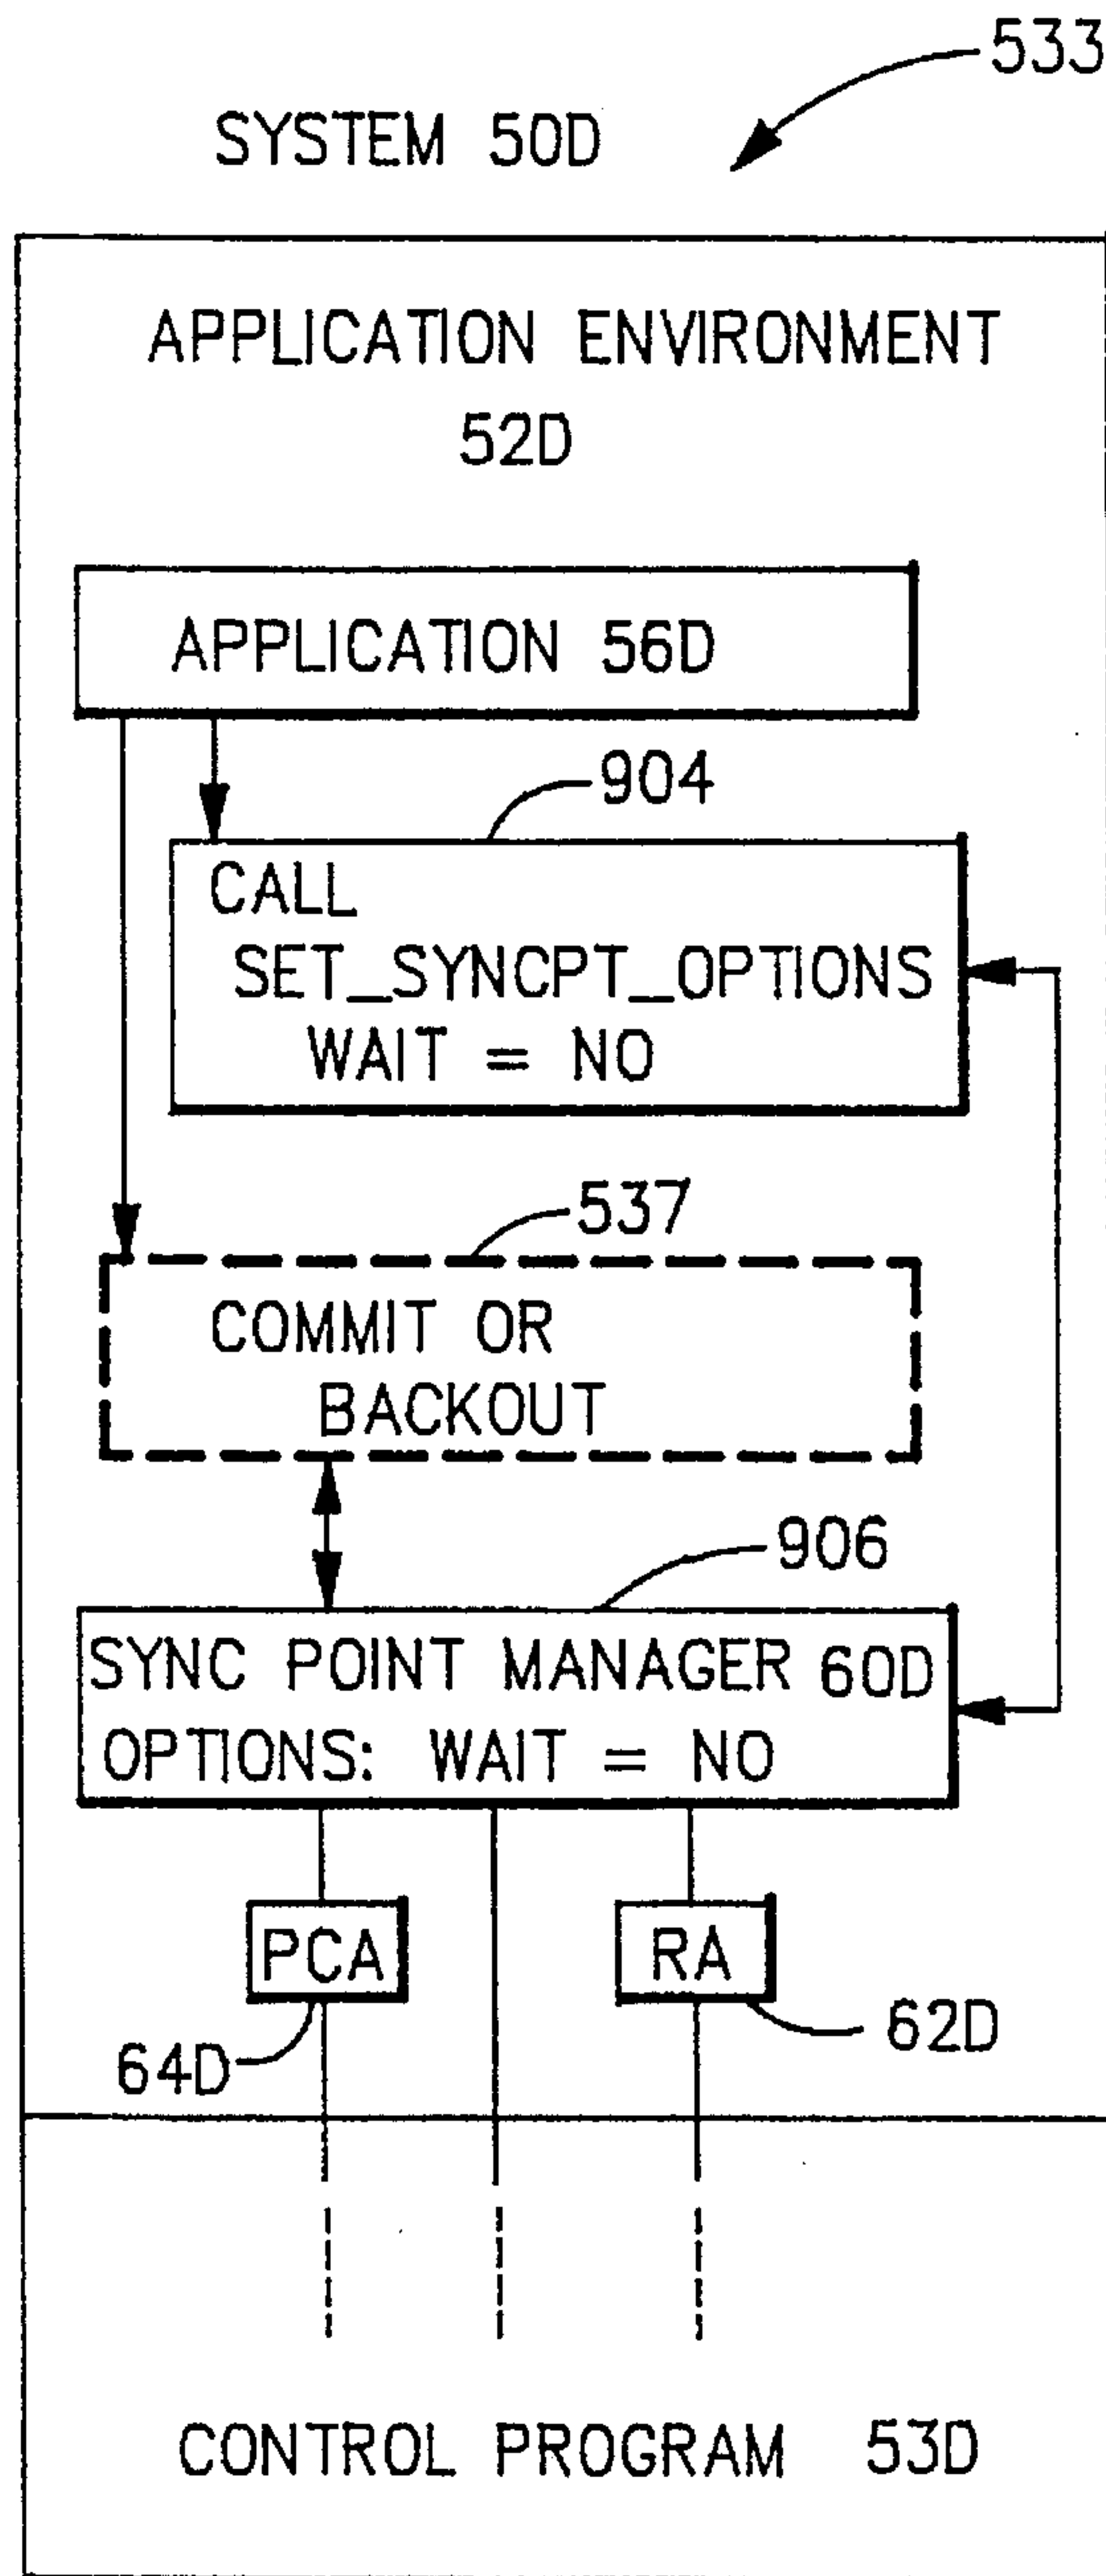 533
SYSTEM 50D
APPLICATION ENVIRONMENT
52D
APPLICATION 56D
904
CALL
SET_SYNCPT_OPTIONS
WAIT = NO
537
COMMIT OR
BACKOUT
906
SYNC POINT MANAGER 60D
OPTIONS: WAIT = NO
PCA
RA
64D
62D
CONTROL PROGRAM 53D